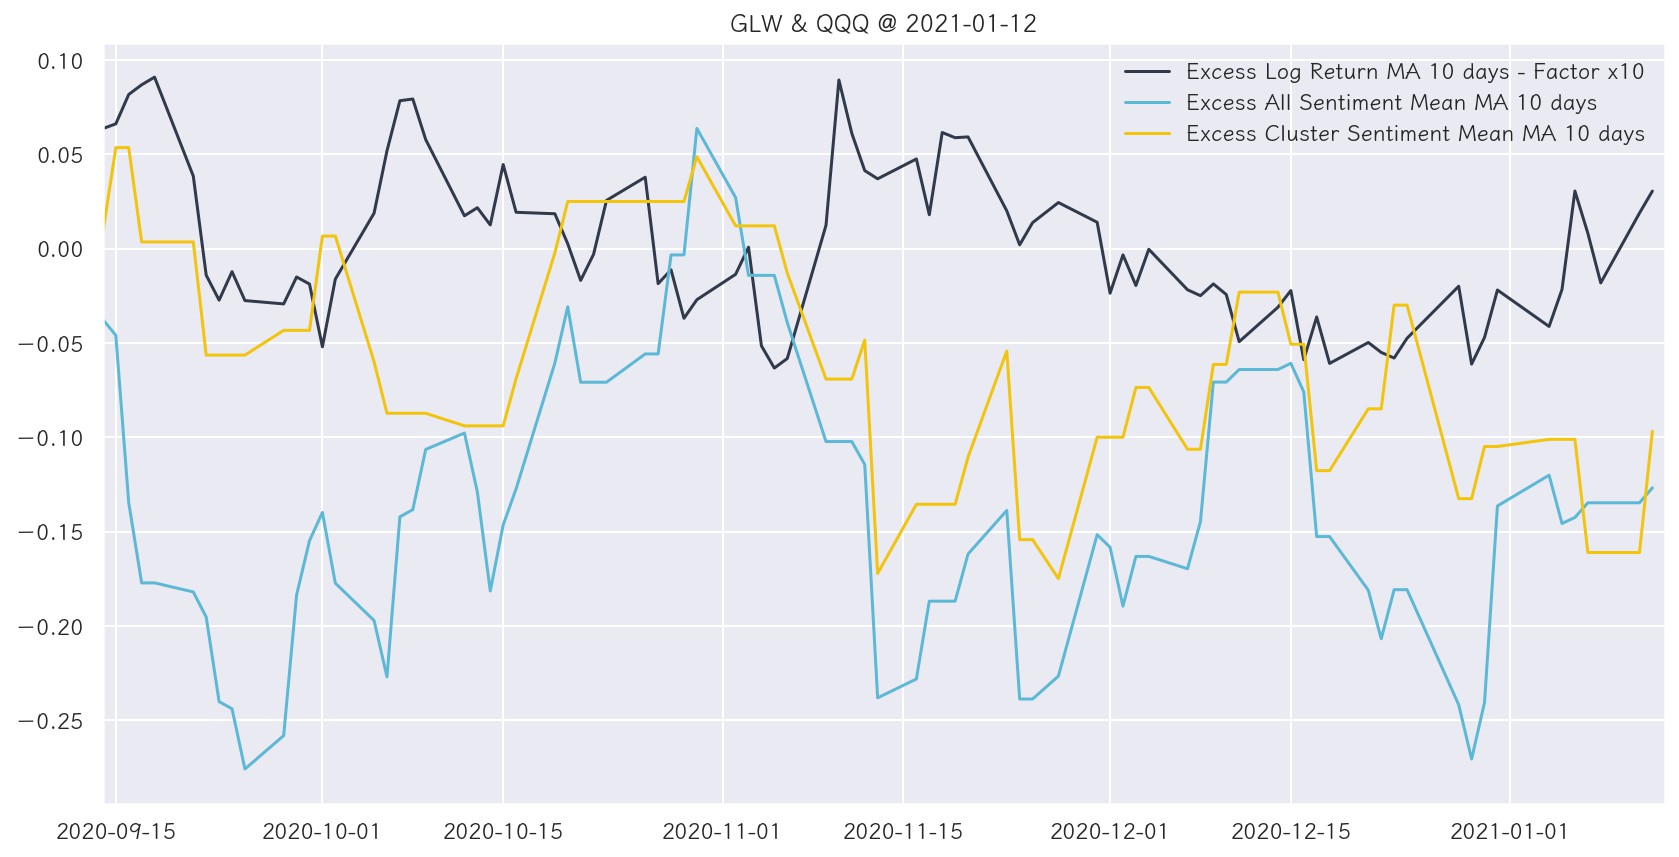 GLW & QQQ @ 2021-01-12
Excess Log Return MA 10 days - Factor x10
Excess All Sentiment Mean MA 10 days
Excess Cluster Sentiment Mean MA 10 days
0.10
0.05
0.00
−0.05
−0.10
−0.15
−0.20
−0.25
2020-09-15 2020-10-01 2020-10-15 2020-11-01 2020-11-15 2020-12-01 2020-12-15 2021-01-01